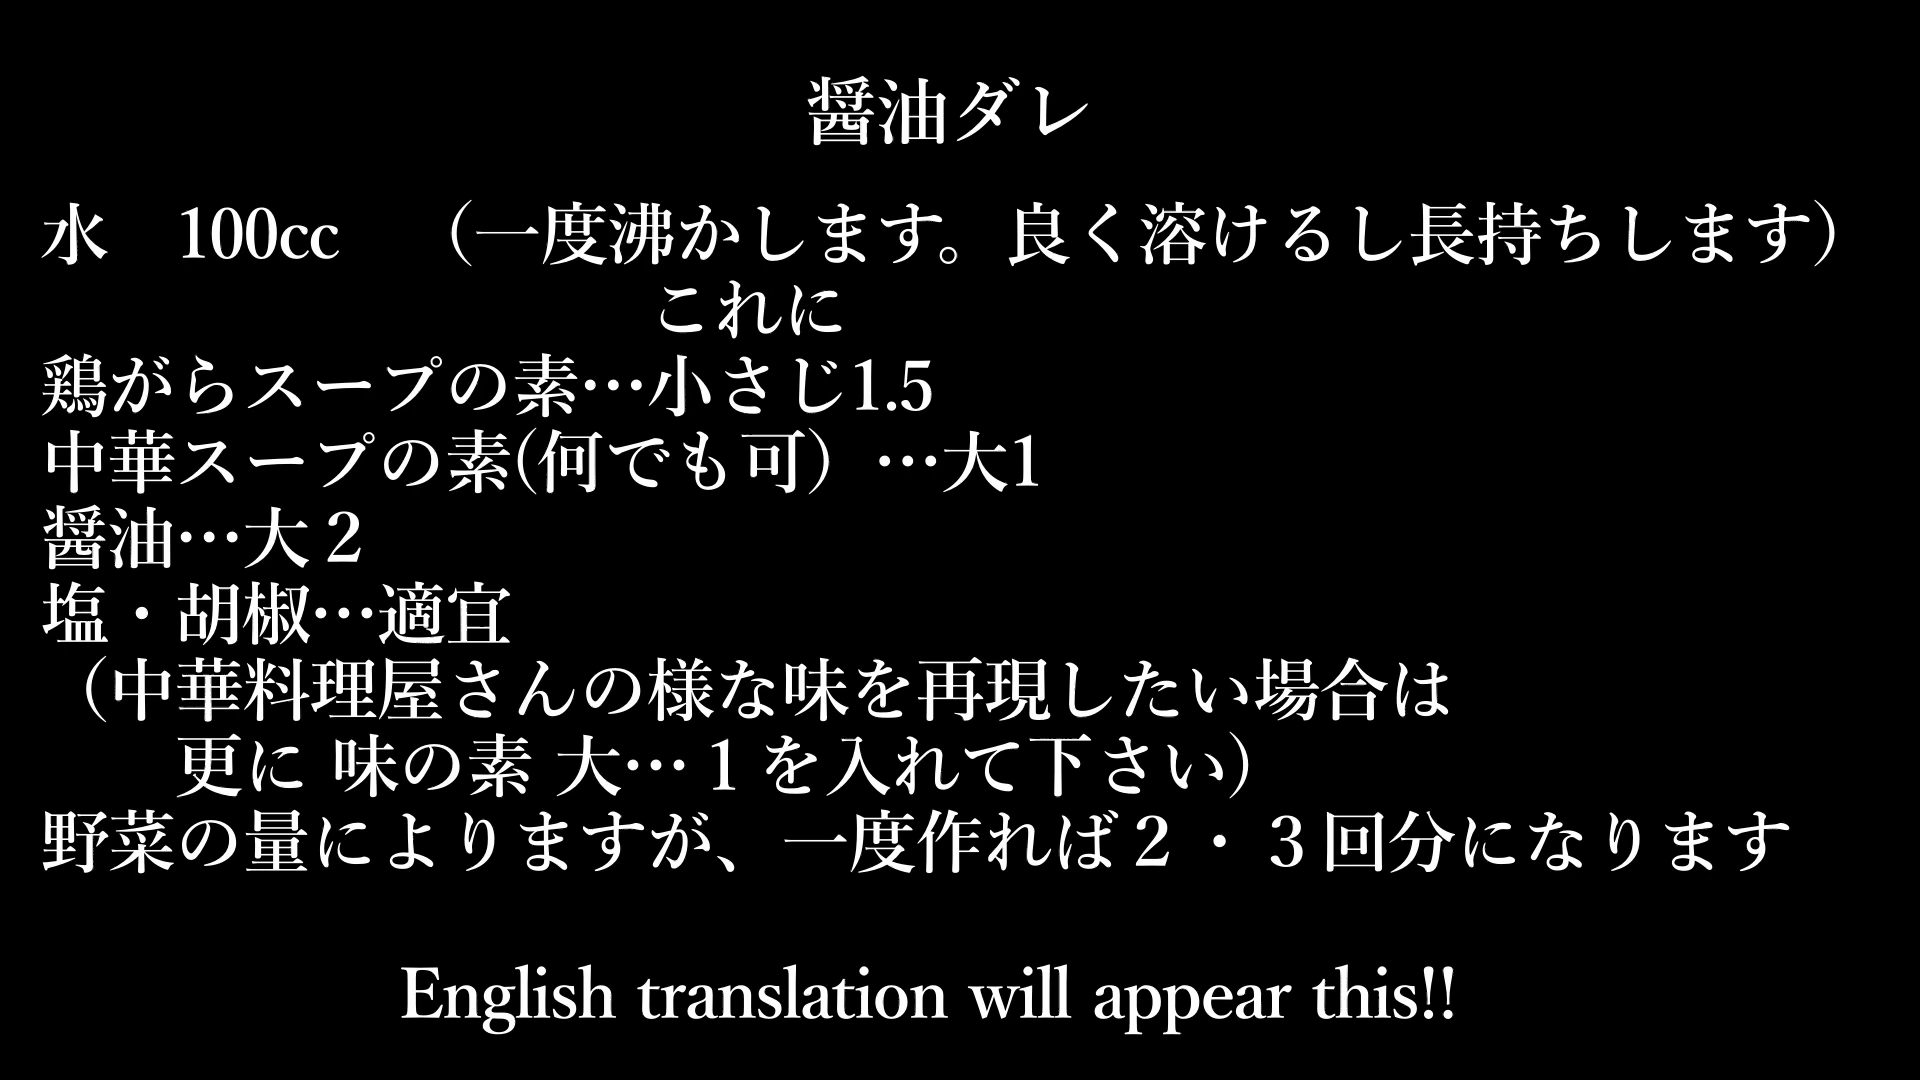 醤油ダレ
水　100cc　（一度沸かします。良く溶けるし長持ちします）
これに
鶏がらスープの素…小さじ1.5
中華スープの素(何でも可）…大1
醤油…大２
塩・胡椒…適宜
（中華料理屋さんの様な味を再現したい場合は
更に 味の素 大…１を入れて下さい）
野菜の量によりますが、一度作れば２・３回分になります
English translation will appear this!!